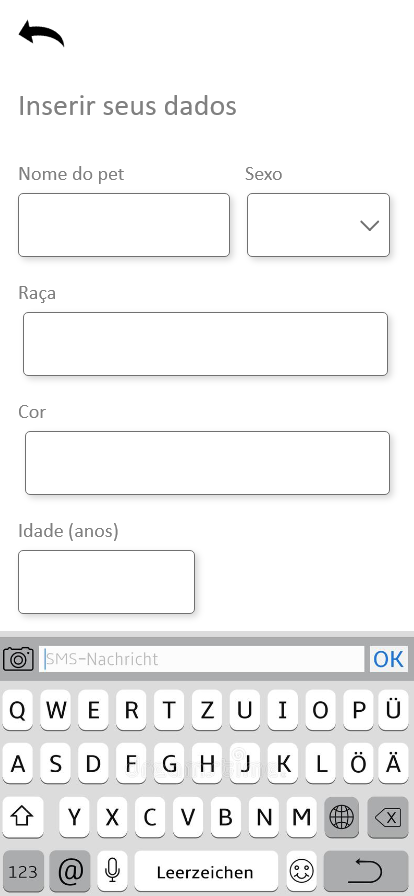 Inserir seus dados
Nome do pet Sexo
Raça
Cor
Idade (anos)
SMS-Nachricht OK
Q W E R T Z U I O P Ü
A S D F G H J K L Ö Ä
Y X C V B N M
123 @ Leerzeichen